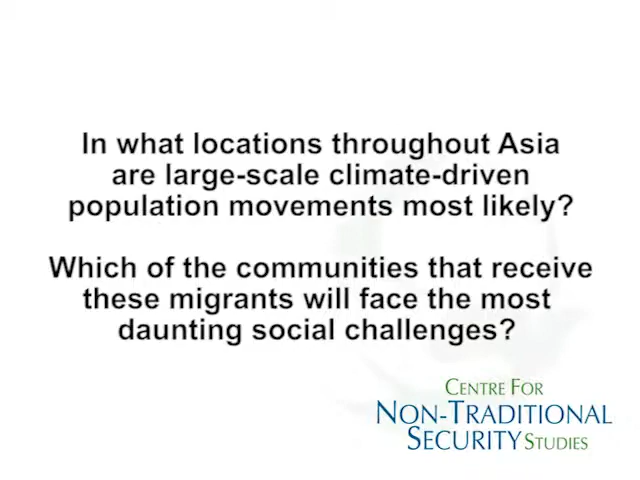 In what locations throughout Asia
are large-scale climate-driven
population movements most likely?
Which of the communities that receive
these migrants will face the most
daunting social challenges?
CENTRE FOR
NON-TRADITIONAL
SECURITY STUDIES